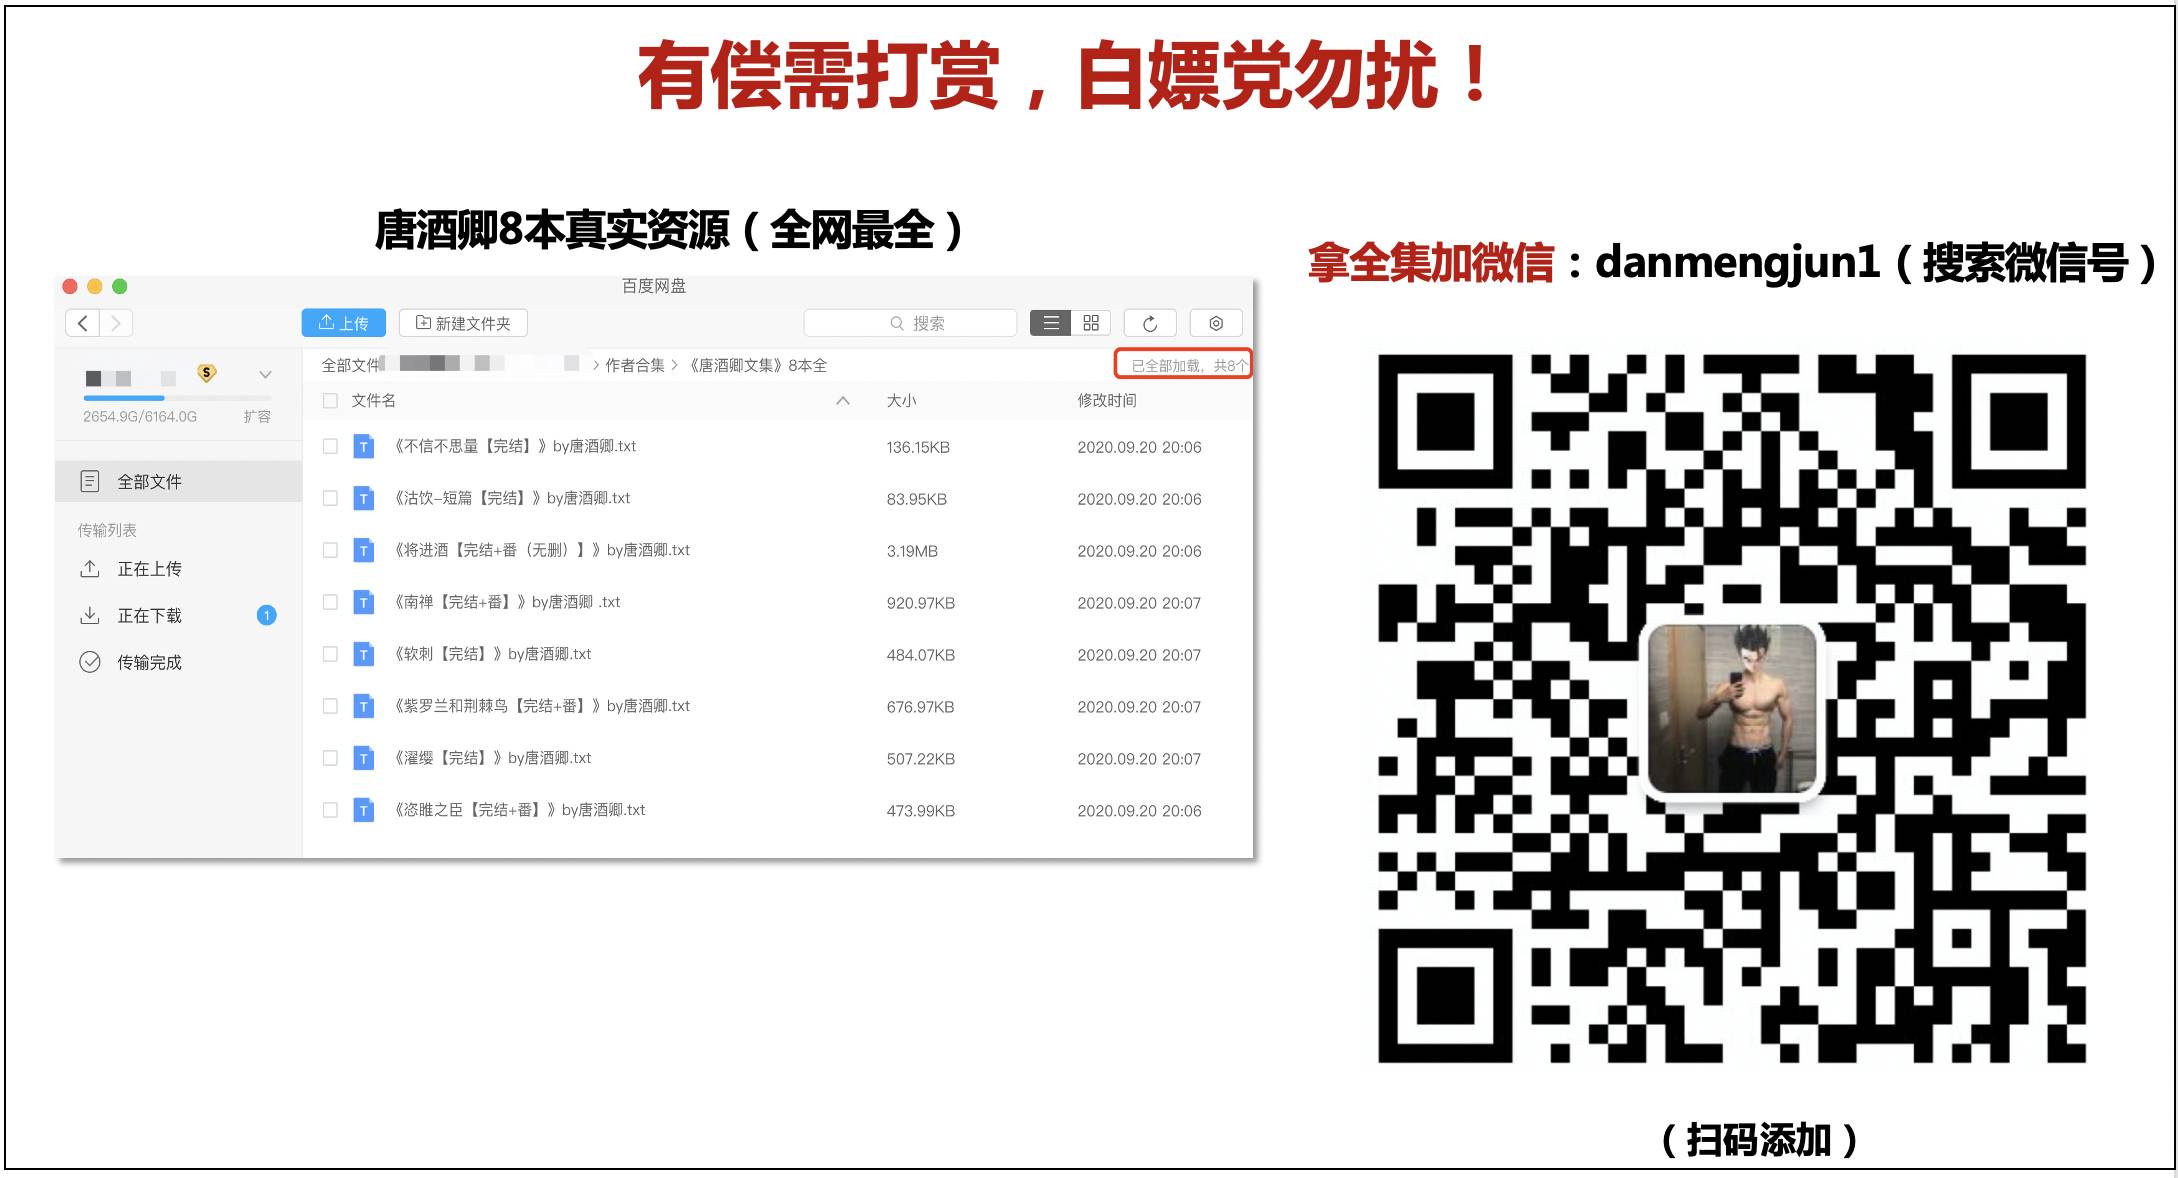 有偿需打赏，白嫖党勿扰！
唐酒卿8本真实资源（全网最全）
拿全集加微信：danmengjun1（搜索微信号）
百度网盘
上传 新建文件夹 搜索
全部文件 > 作者合集 > 《唐酒卿文集》8本全 已全部加载，共8个
S
2654.9G/6164.0G 扩容
全部文件
传输列表
正在上传
正在下载 1
传输完成
文件名 大小 修改时间
T 《不信不思量【完结】》by唐酒卿.txt 136.15KB 2020.09.20 20:06
T 《沽饮-短篇【完结】》by唐酒卿.txt 83.95KB 2020.09.20 20:06
T 《将进酒【完结+番（无删）】》by唐酒卿.txt 3.19MB 2020.09.20 20:06
T 《南禅【完结+番】》by唐酒卿 .txt 920.97KB 2020.09.20 20:07
T 《软刺【完结】》by唐酒卿.txt 484.07KB 2020.09.20 20:07
T 《紫罗兰和荆棘鸟【完结+番】》by唐酒卿.txt 676.97KB 2020.09.20 20:07
T 《濯缨【完结】》by唐酒卿.txt 507.22KB 2020.09.20 20:07
T 《恣睢之臣【完结+番】》by唐酒卿.txt 473.99KB 2020.09.20 20:06
（扫码添加）